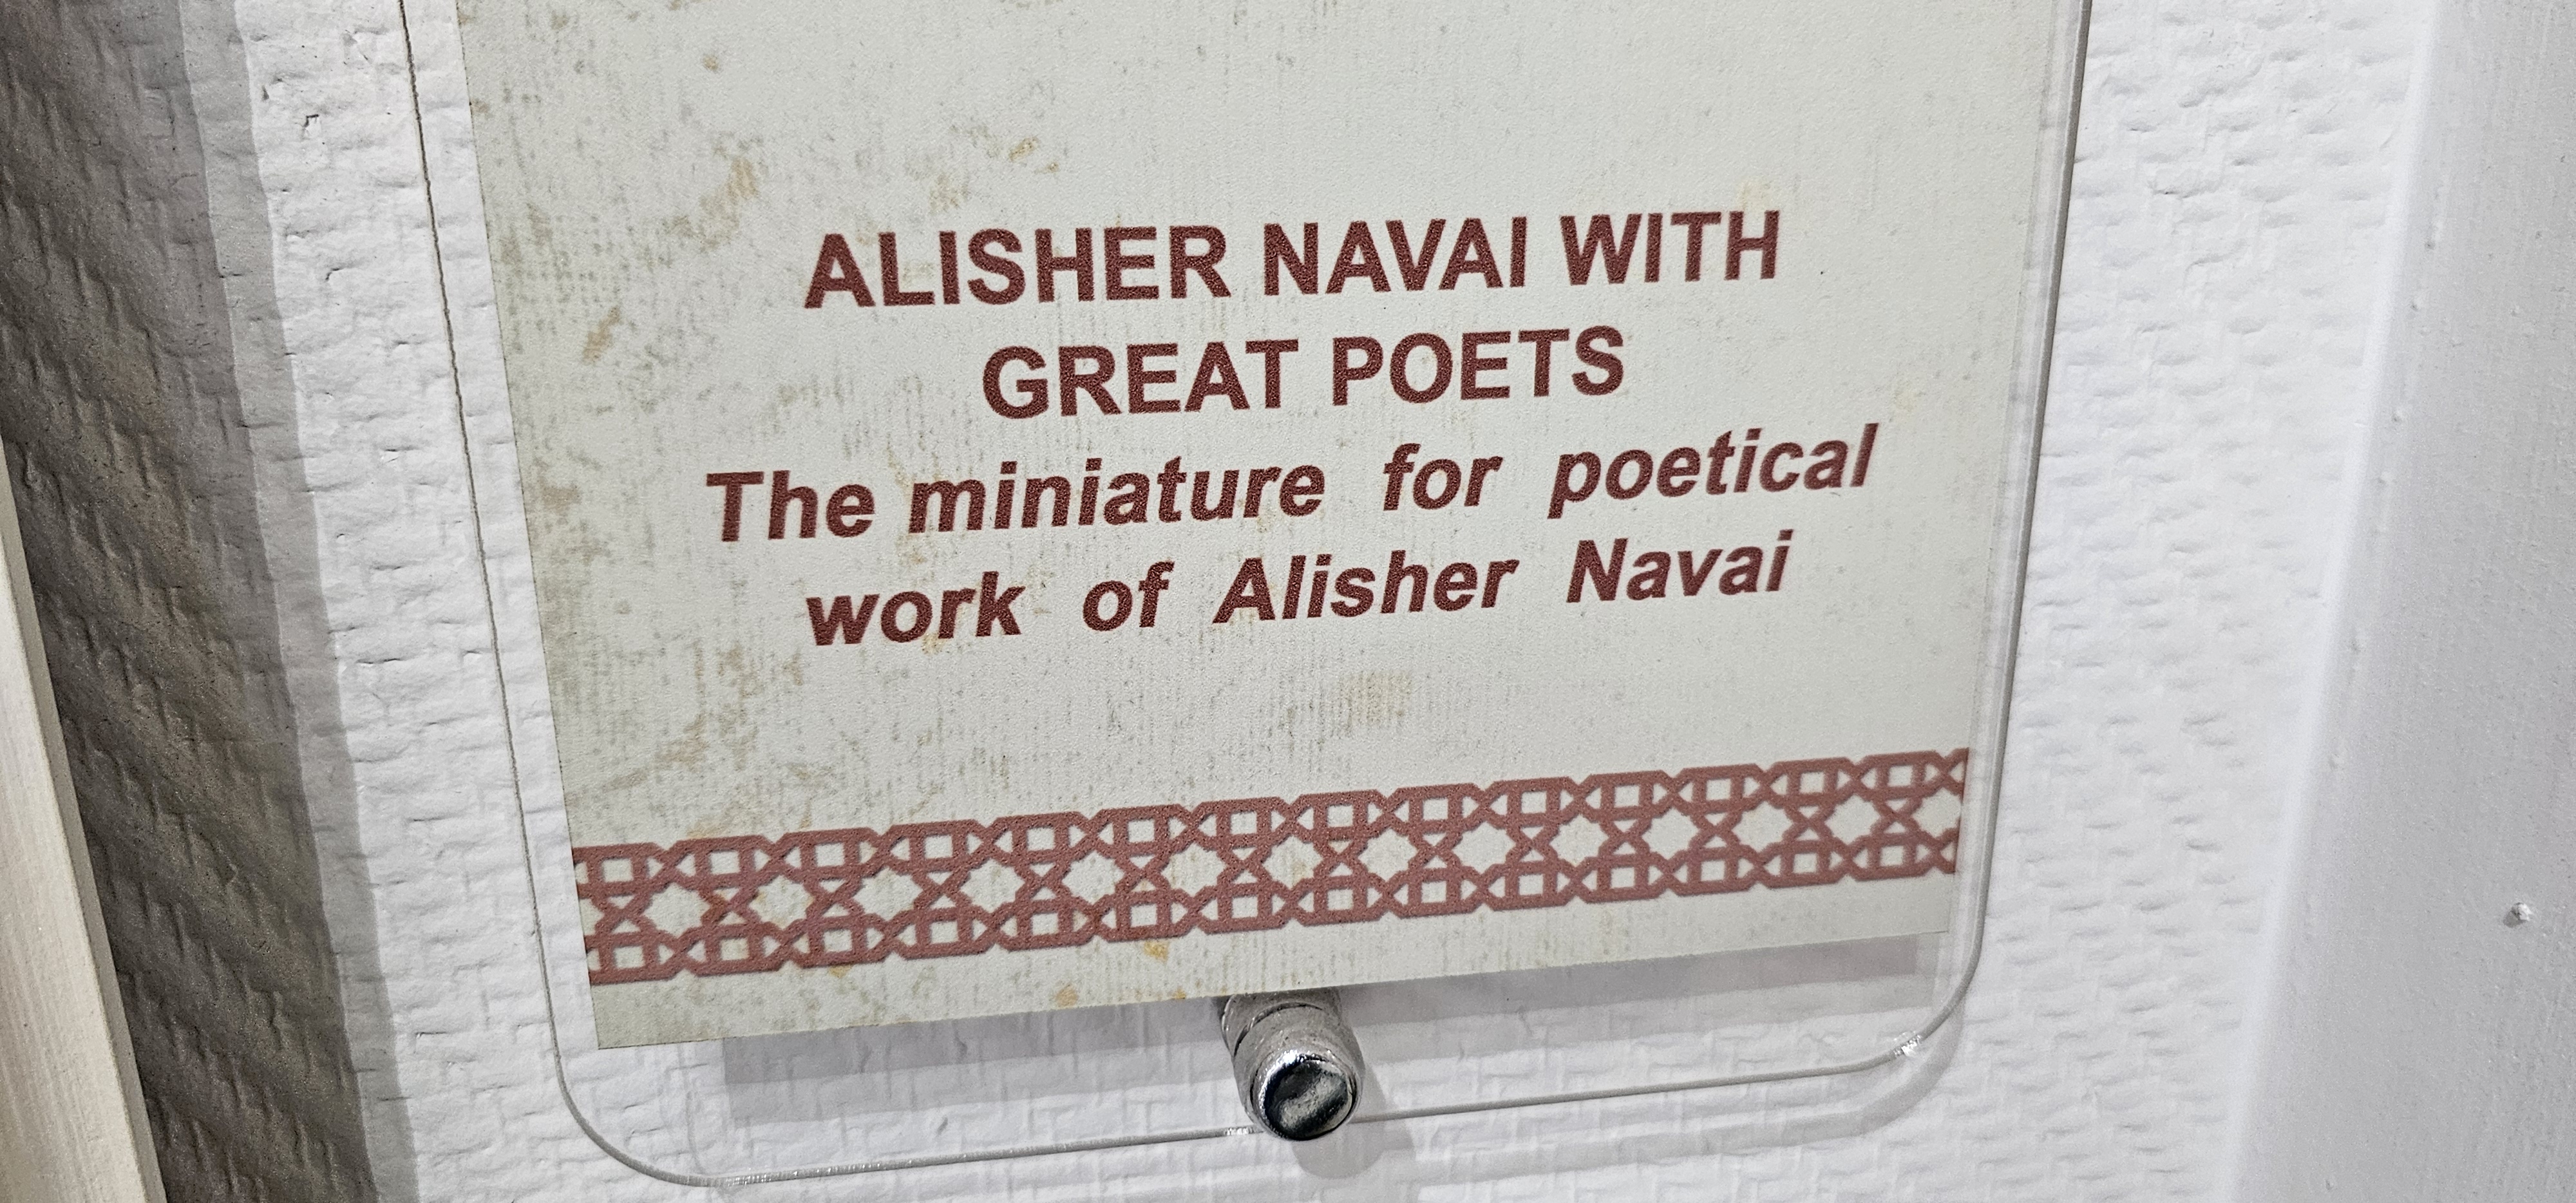 ALISHER NAVAI WITH
GREAT POETS
The miniature for poetical
work of Alisher Navai